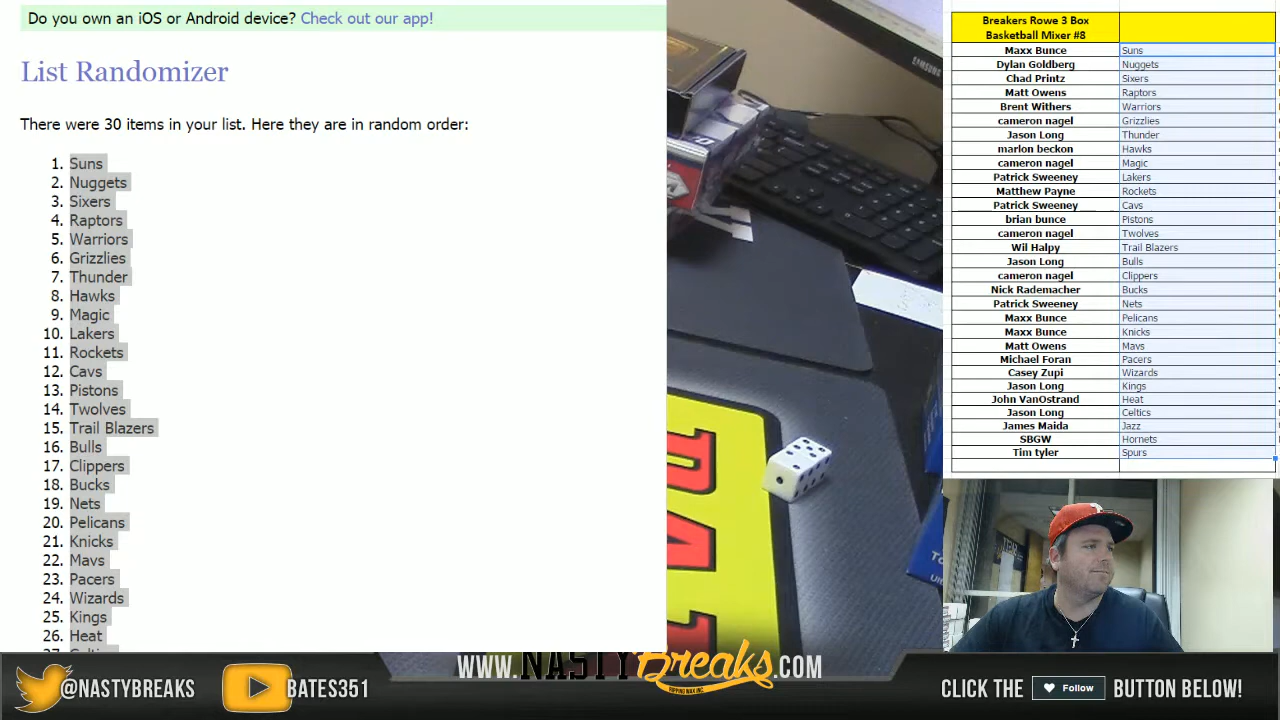 Do you own an iOS or Android device? Check out our app!
List Randomizer
There were 30 items in your list. Here they are in random order:
1. Suns
2. Nuggets
3. Sixers
4. Raptors
5. Warriors
6. Grizzlies
7. Thunder
8. Hawks
9. Magic
10. Lakers
11. Rockets
12. Cavs
13. Pistons
14. Twolves
15. Trail Blazers
16. Bulls
17. Clippers
18. Bucks
19. Nets
20. Pelicans
21. Knicks
22. Mavs
23. Pacers
24. Wizards
25. Kings
26. Heat
SAMSUNG
Breakers Rowe 3 Box
Basketball Mixer #8
Maxx Bunce Suns
Dylan Goldberg Nuggets
Chad Printz Sixers
Matt Owens Raptors
Brent Withers Warriors
cameron nagel Grizzlies
Jason Long Thunder
marlon beckon Hawks
cameron nagel Magic
Patrick Sweeney Lakers
Matthew Payne Rockets
Patrick Sweeney Cavs
brian bunce Pistons
cameron nagel Twolves
Wil Halpy Trail Blazers
Jason Long Bulls
cameron nagel Clippers
Nick Rademacher Bucks
Patrick Sweeney Nets
Maxx Bunce Pelicans
Maxx Bunce Knicks
Matt Owens Mavs
Michael Foran Pacers
Casey Zupi Wizards
Jason Long Kings
John VanOstrand Heat
Jason Long Celtics
James Maida Jazz
SBGW Hornets
Tim tyler Spurs
@NASTYBREAKS
BATES351
WWW.NASTYBreaks.COM
RIPPING WAX INC.
CLICK THE Follow BUTTON BELOW!